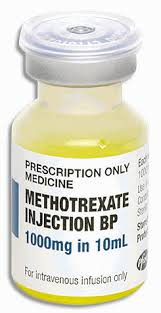 PRESCRIPTION ONLY
MEDICINE
METHOTREXATE
INJECTION BP
1000mg in 10mL
For intravenous infusion only